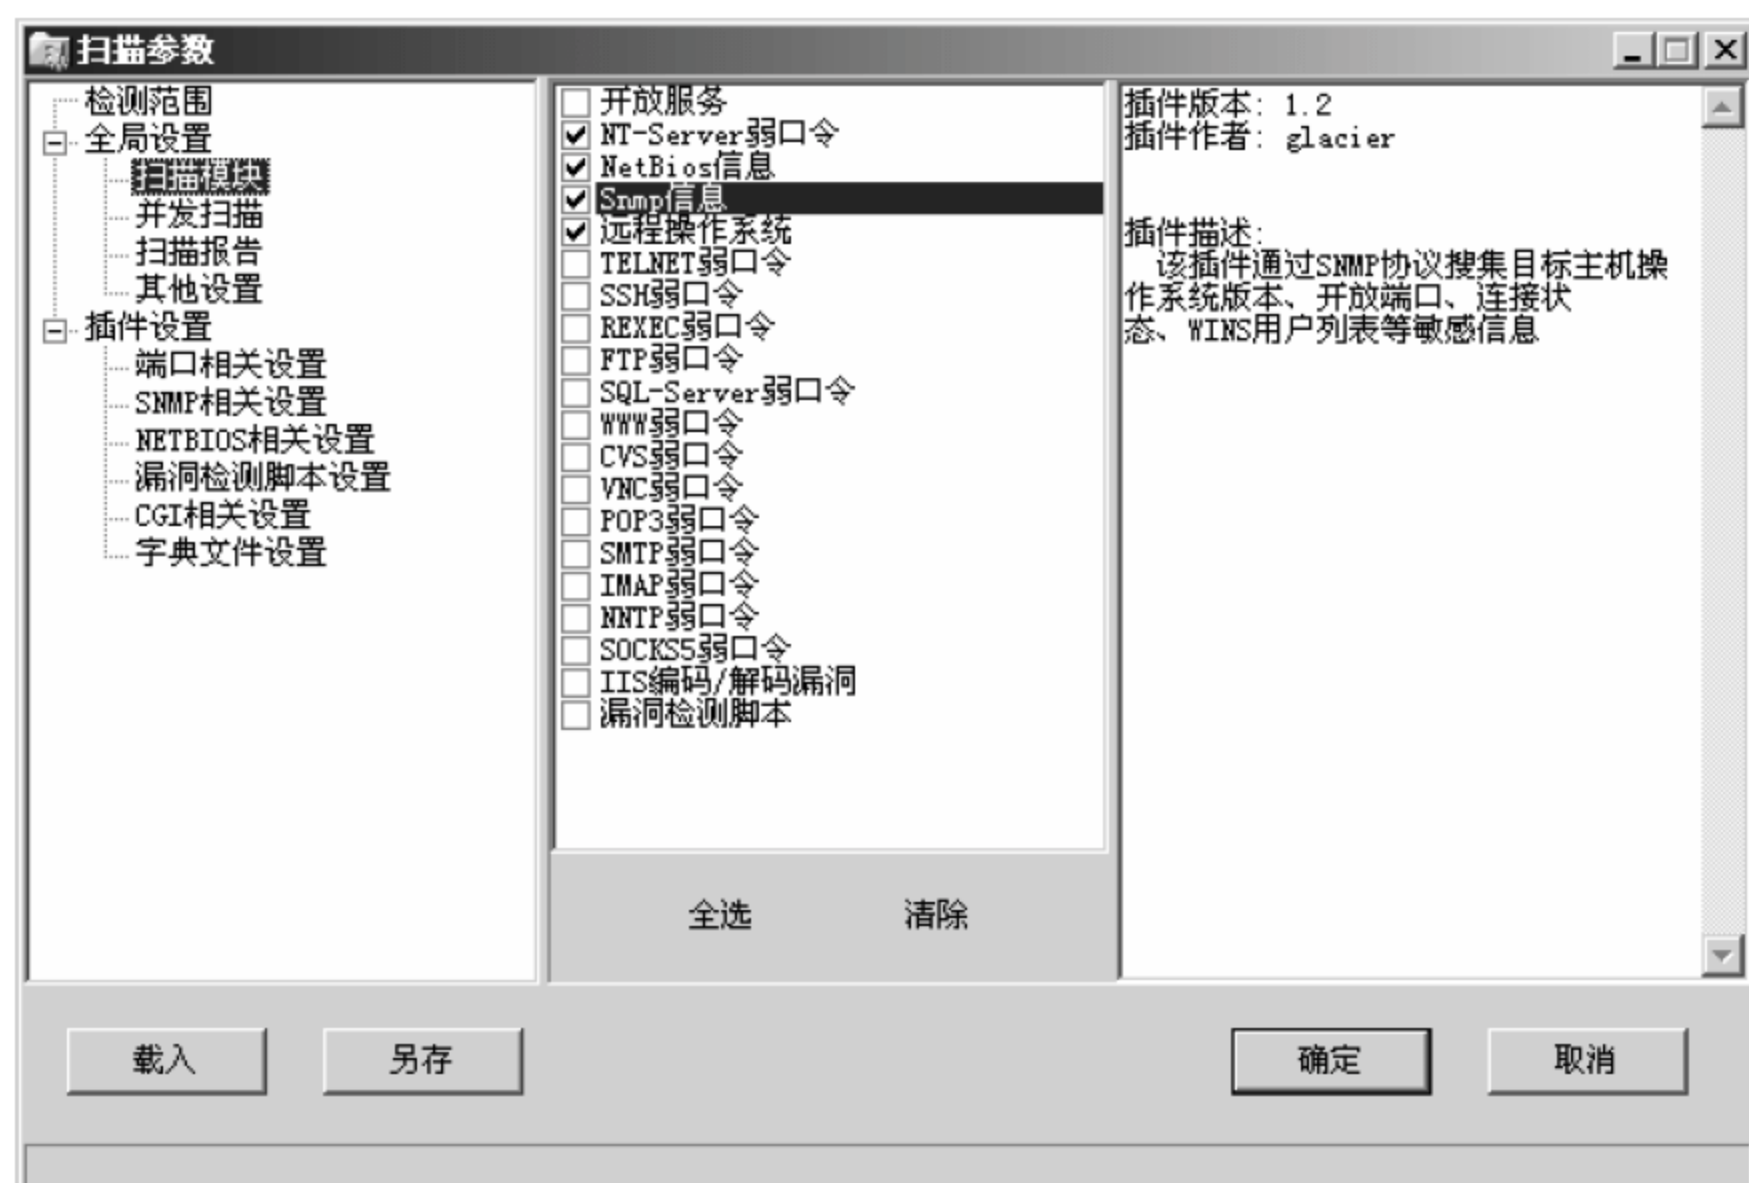 扫描参数
检测范围
全局设置
扫描模块
并发扫描
扫描报告
其他设置
插件设置
端口相关设置
SNMP相关设置
NETBIOS相关设置
漏洞检测脚本设置
CGI相关设置
字典文件设置
开放服务
NT-Server弱口令
NetBios信息
Snmp信息
远程操作系统
TELNET弱口令
SSH弱口令
REXEC弱口令
FTP弱口令
SQL-Server弱口令
WWW弱口令
CVS弱口令
VNC弱口令
POP3弱口令
SMTP弱口令
IMAP弱口令
NNTP弱口令
SOCKS5弱口令
IIS编码/解码漏洞
漏洞检测脚本
全选 清除
插件版本: 1.2
插件作者: glacier
插件描述:
该插件通过SNMP协议搜集目标主机操
作系统版本、开放端口、连接状
态、WINS用户列表等敏感信息
载入 另存 确定 取消